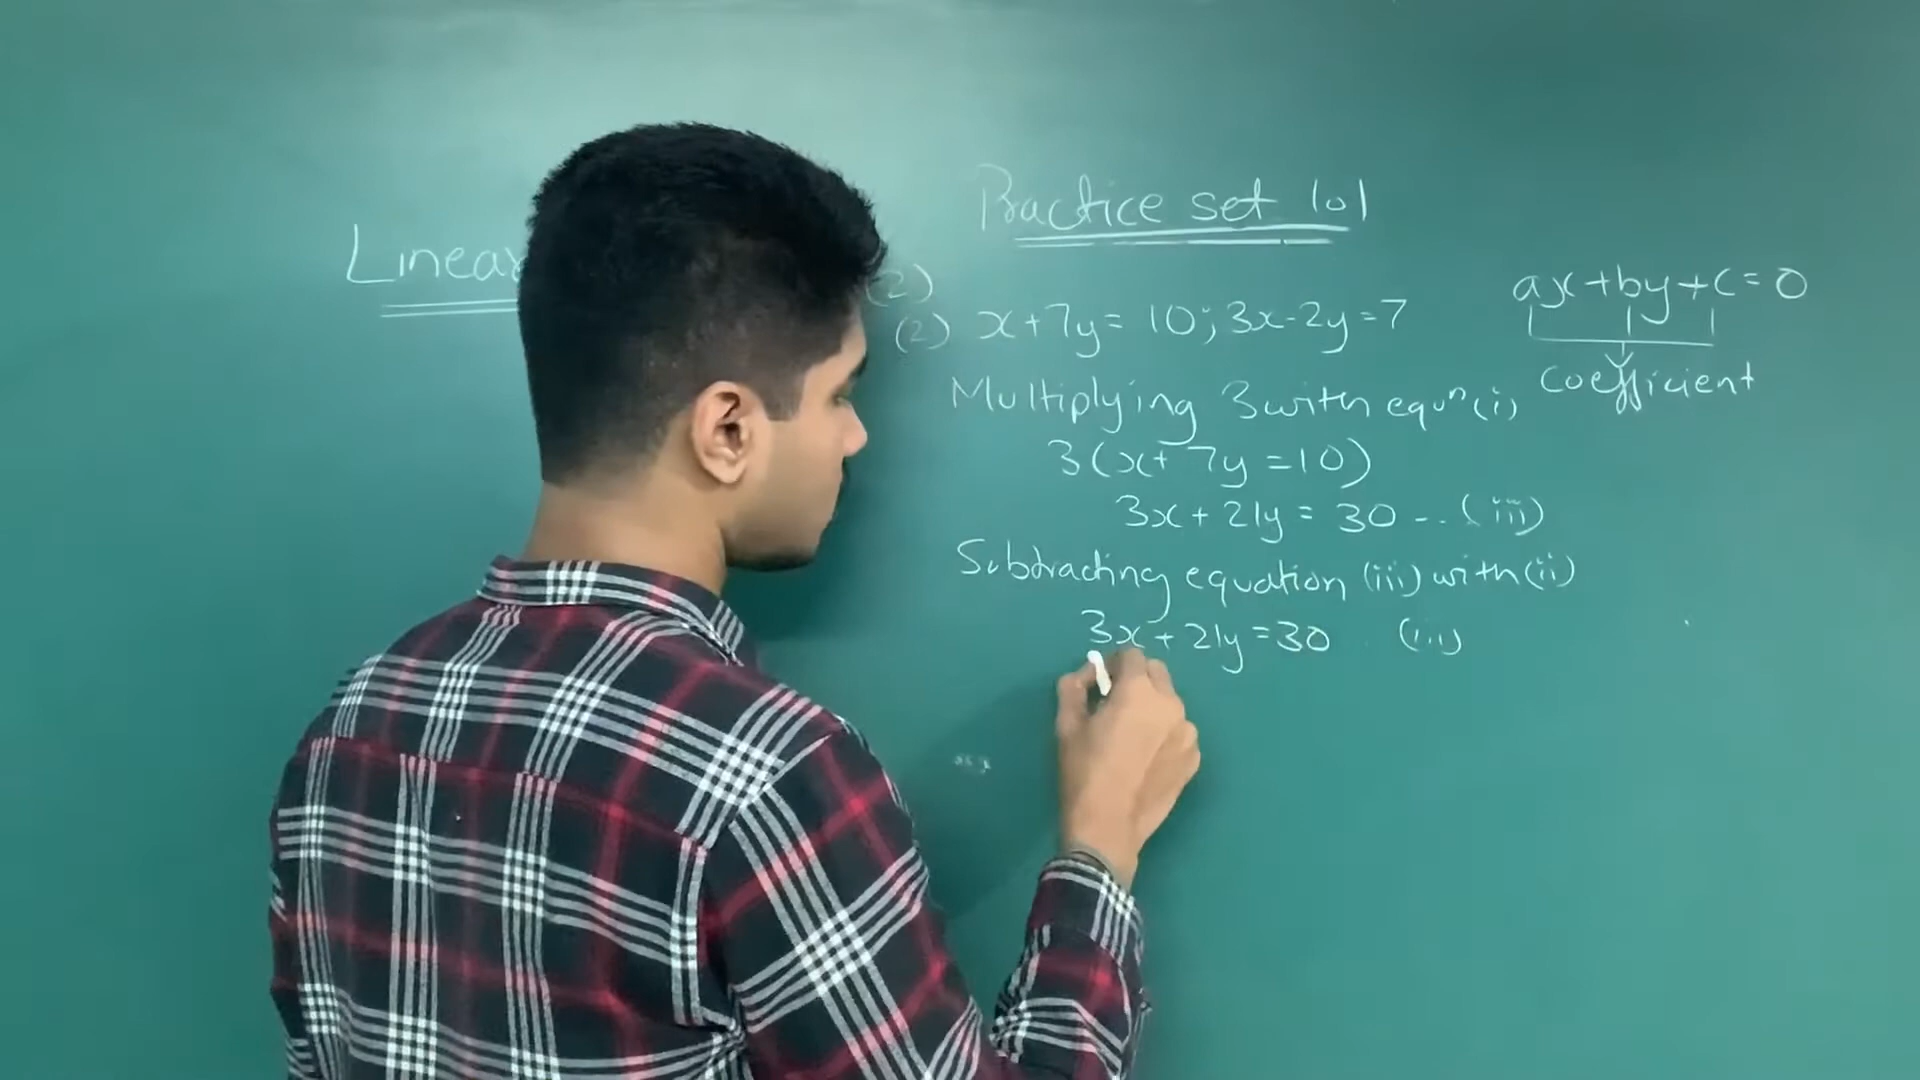 Practice set 1.1
Linear
(2)
ax+by+c=0
(2) x+7y=10; 3x-2y=7
coefficient
Multiplying 3 with equⁿ(i)
3(x+7y=10)
3x+21y=30 -..(iii)
Subtracting equation (iii) with (ii)
3x+21y=30 (iii)